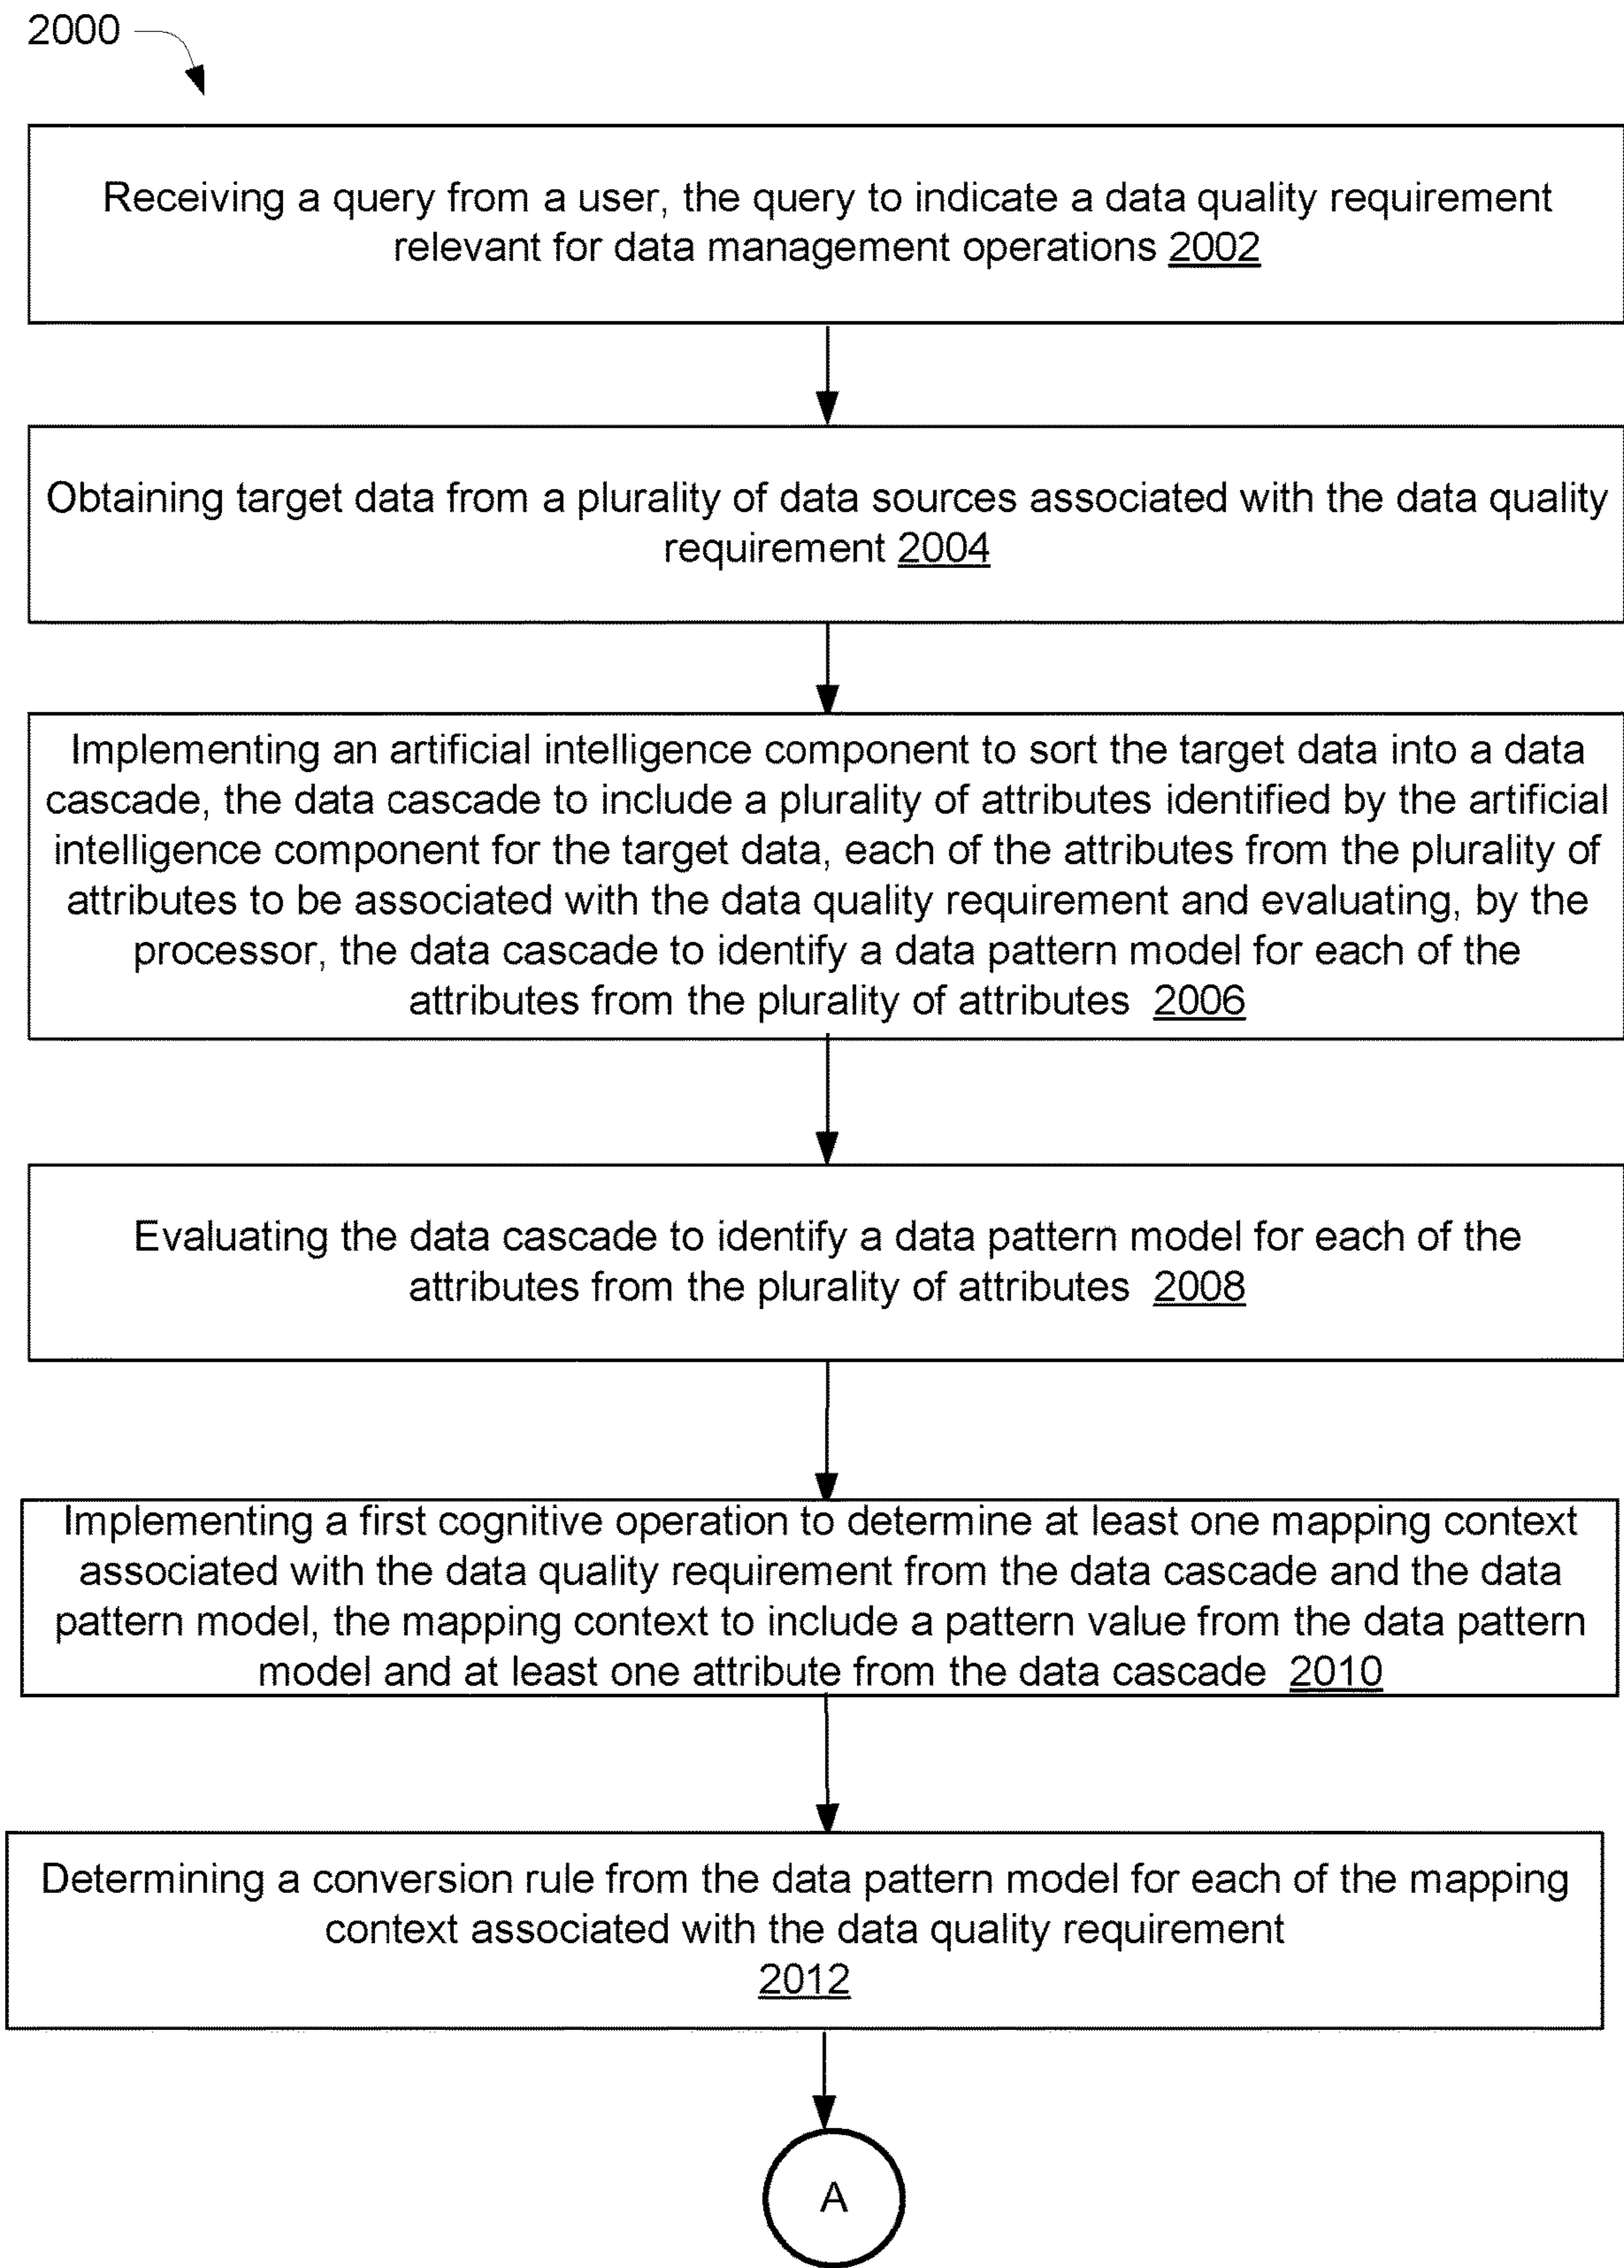 2000
Receiving a query from a user, the query to indicate a data quality requirement
relevant for data management operations 2002
Obtaining target data from a plurality of data sources associated with the data quality
requirement 2004
Implementing an artificial intelligence component to sort the target data into a data
cascade, the data cascade to include a plurality of attributes identified by the artificial
intelligence component for the target data, each of the attributes from the plurality of
attributes to be associated with the data quality requirement and evaluating, by the
processor, the data cascade to identify a data pattern model for each of the
attributes from the plurality of attributes 2006
Evaluating the data cascade to identify a data pattern model for each of the
attributes from the plurality of attributes 2008
Implementing a first cognitive operation to determine at least one mapping context
associated with the data quality requirement from the data cascade and the data
pattern model, the mapping context to include a pattern value from the data pattern
model and at least one attribute from the data cascade 2010
Determining a conversion rule from the data pattern model for each of the mapping
context associated with the data quality requirement
2012
A